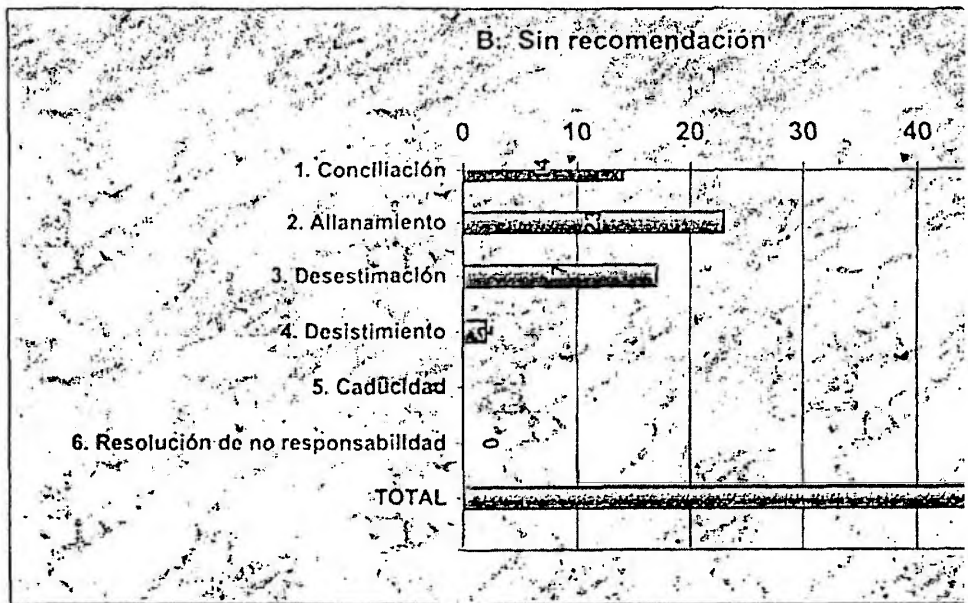 B: Sin recomendación
0 10 20 30 40
1. Conciliación
2. Allanamiento
3. Desestimación
4. Desistimiento
5. Caducidad
6. Resolución de no responsabilidad
0
TOTAL